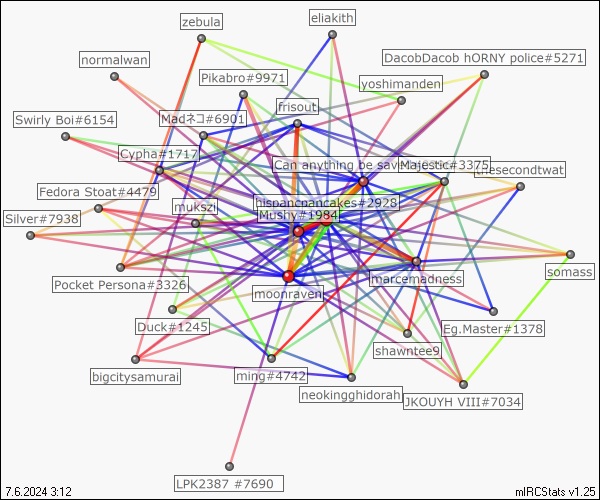 eliakith
zebula
DacobDacob hORNY police#5271
normalwan
Pikabro#9971
yoshimanden
frisout
Swirly Boi#6154
Madネコ#6901
Cypha#1717
Can anything be sav
Majestic#3375
thesecondtwat
Fedora Stoat#4479
hispancpancakes#2928
mukszi
Mushy#1984
Silver#7938
somass
marcemadness
Pocket Persona#3326
moonraven
Duck#1245
Eg.Master#1378
shawntee9
bigcitysamurai
ming#4742
neokingghidorah
JKOUYH VIII#7034
LPK2387 #7690
7.6.2024 3:12
mIRCStats v1.25